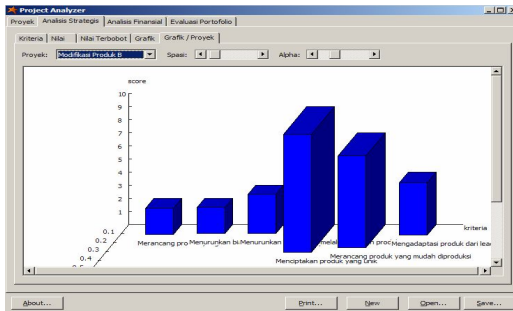 Project Analyzer
Proyek Analisis Strategis Analisis Finansial Evaluasi Portofolio
Kriteria Nilai Nilai Terbobot Grafik Grafik / Proyek
Proyek: Modifikasi Produk B Spasi: Alpha:
score
10
9
8
7
6
5
4
3
2
1
kriteria
0.1
0.2
0.3
0.4
0.5
Merancang pro Menurunkan bi Menurunkan melal n proc Mengadaptasi produk dari lea
Merancang produk yang mudah diproduksi
Menciptakan produk yang unik
About... Print... New Open... Save...